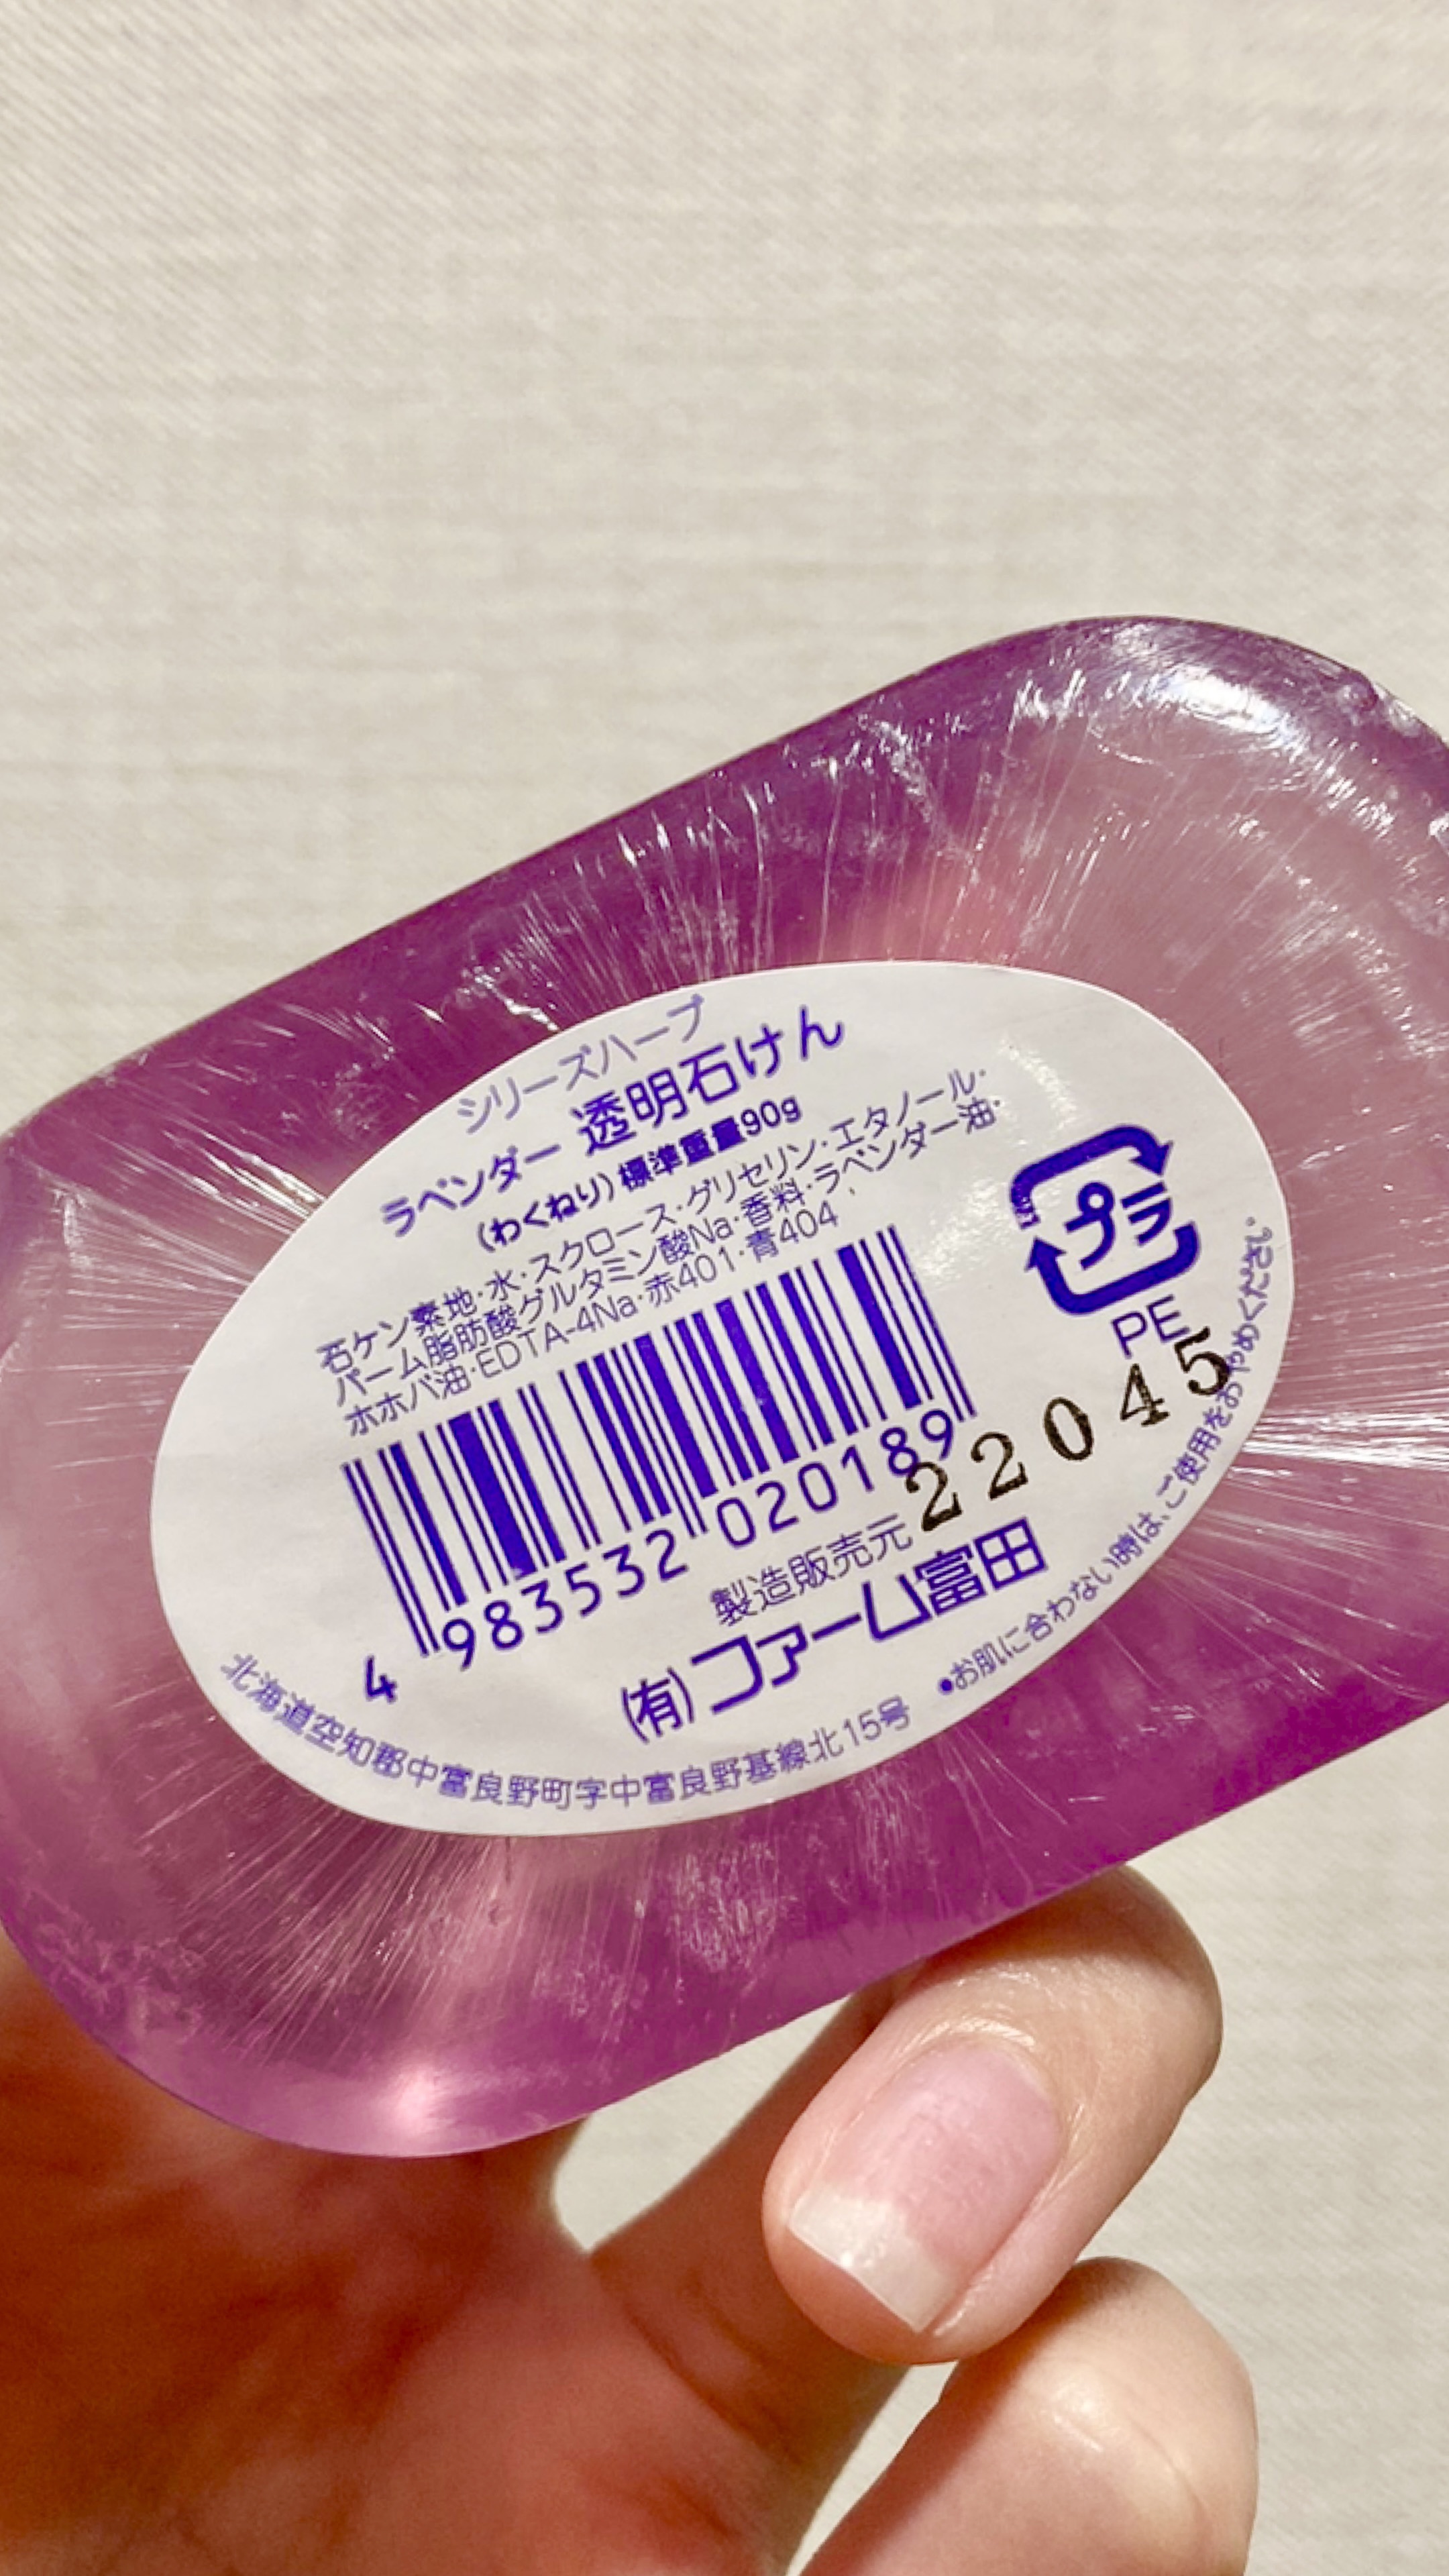 シリーズハーブ
ラベンダー 透明石けん
(わくねり) 標準重量90g
石ケン素地・水・スクロース・グリセリン・エタノール・
パーム脂肪酸グルタミン酸Na・香料・ラベンダー油・
ホホバ油・EDTA-4Na・赤401・青404
プラ
PE
4 983532 020189
22045
製造販売元
(有)ファーム富田
北海道空知郡中富良野町字中富良野基線北15号
●お肌に合わない時は、ご使用をおやめください。